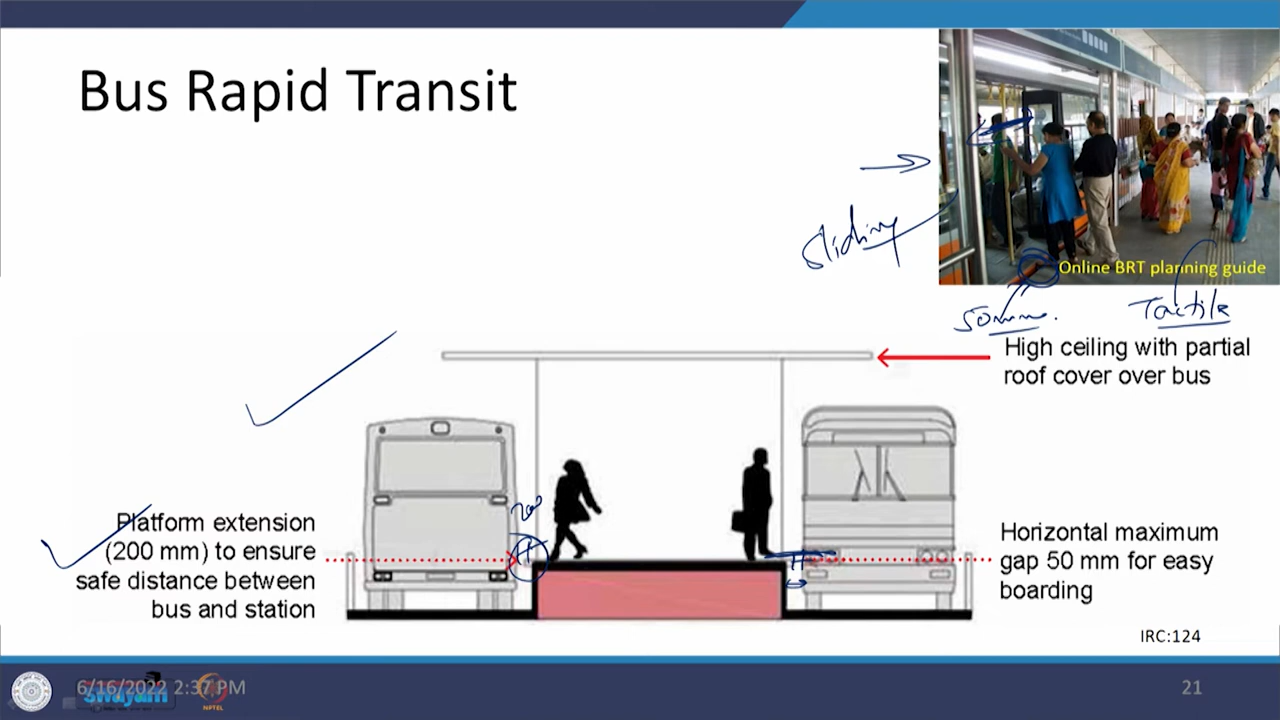 Bus Rapid Transit
Sliding
Online BRT planning guide
50mm.
Tactile
High ceiling with partial
roof cover over bus
200
Platform extension
(200 mm) to ensure
safe distance between
bus and station
Horizontal maximum
gap 50 mm for easy
boarding
IRC:124
6/16/2022 2:37 PM
swayam
NPTEL
21